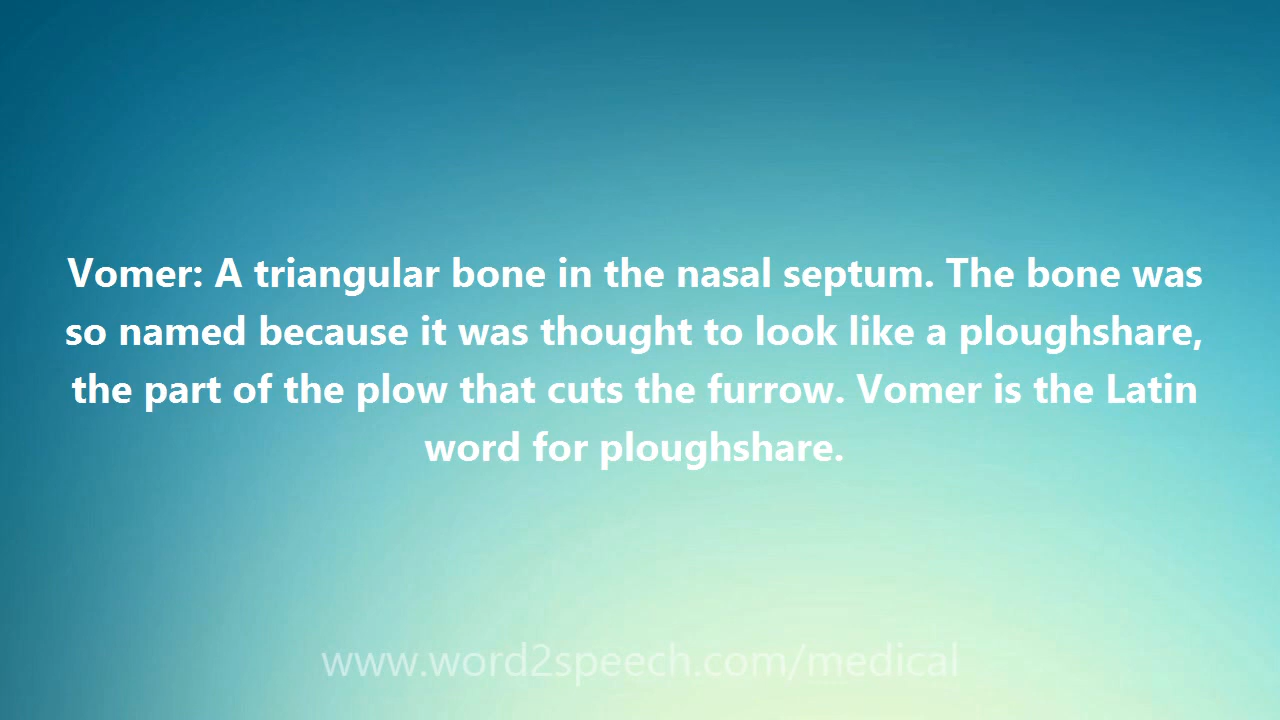 Vomer: A triangular bone in the nasal septum. The bone was
so named because it was thought to look like a ploughshare,
the part of the plow that cuts the furrow. Vomer is the Latin
word for ploughshare.
www.word2speech.com/medical